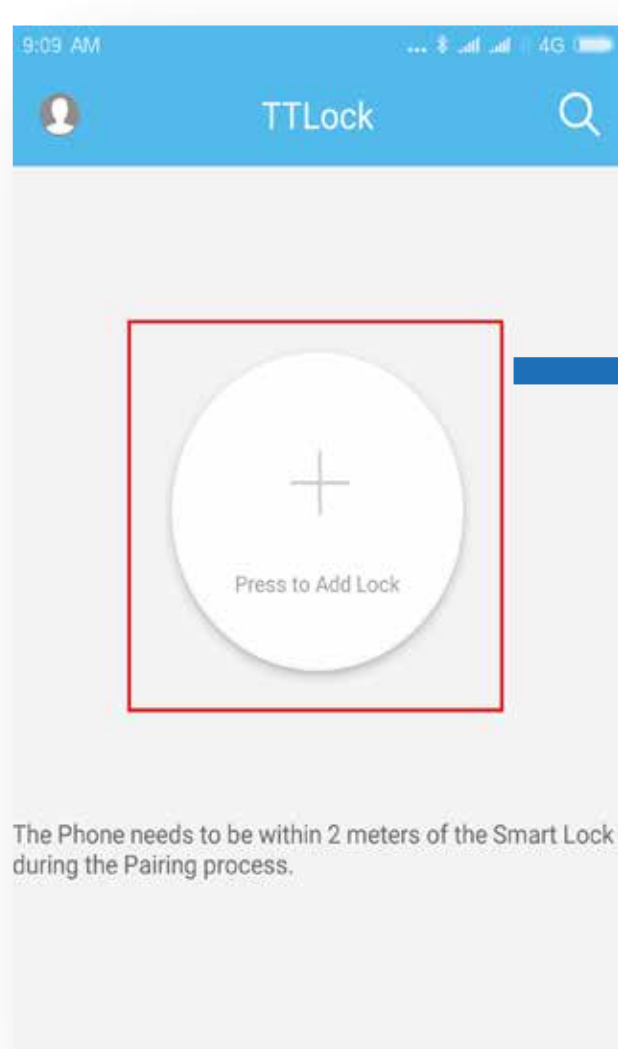 9:09 AM
... 4G
TTLock
Press to Add Lock
The Phone needs to be within 2 meters of the Smart Lock
during the Pairing process.